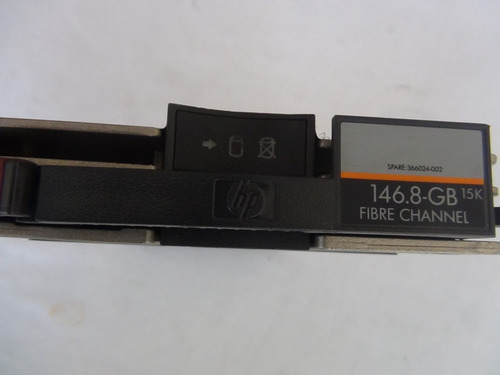 SPARE: 366024-002
146.8-GB 15K
FIBRE CHANNEL
hp